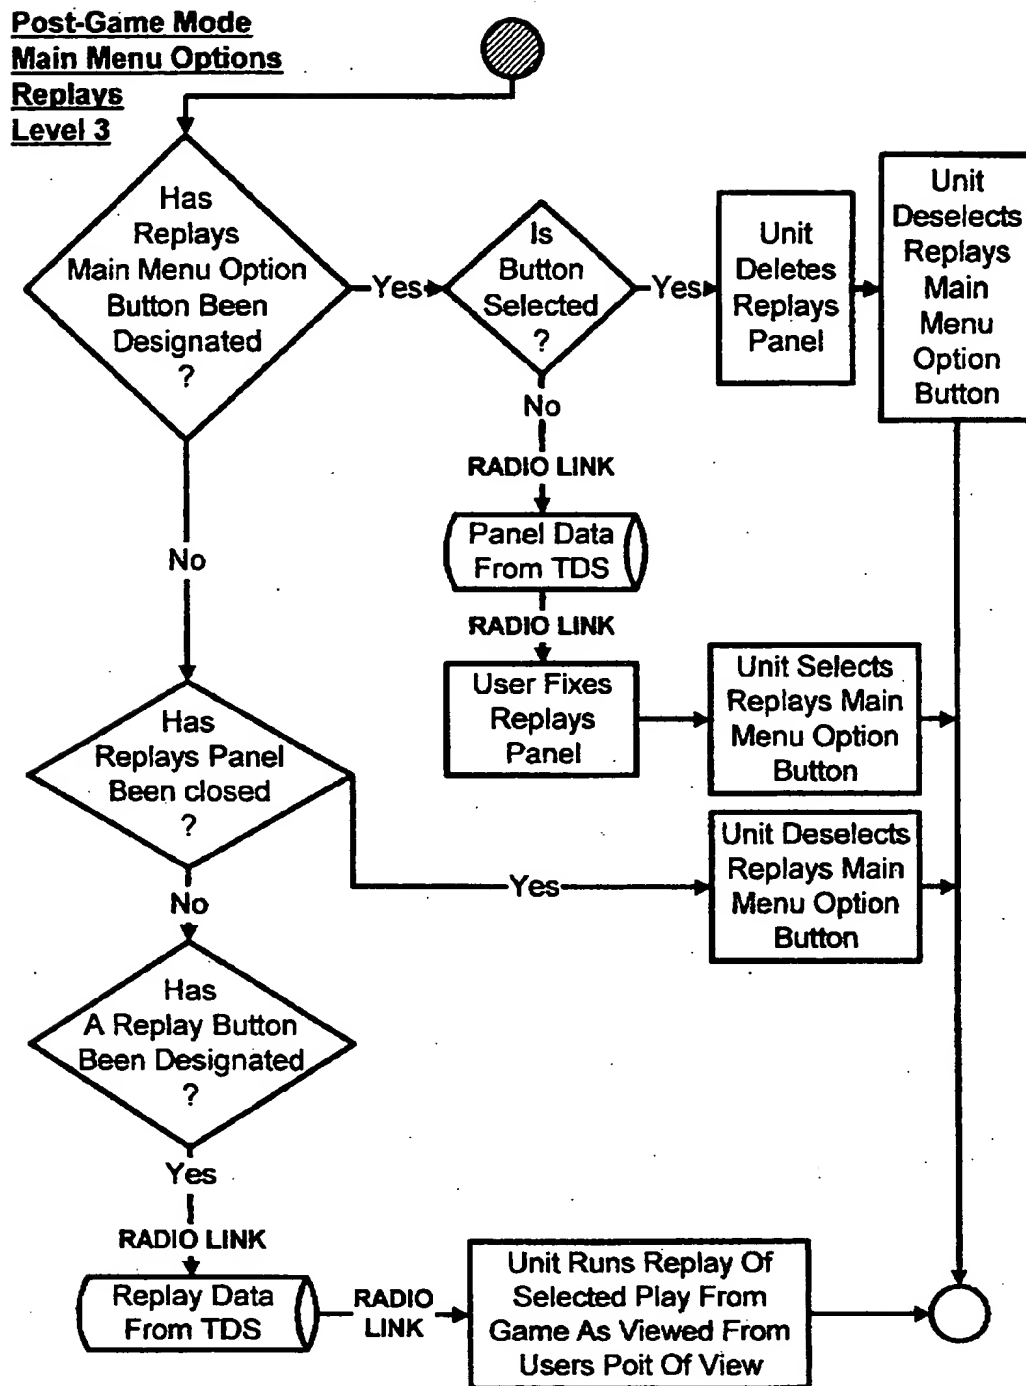 Post-Game Mode
Main Menu Options
Replays
Level 3
Has
Replays
Main Menu Option
Button Been
Designated
?
Yes
Is
Button
Selected
?
Yes
Unit
Deletes
Replays
Panel
Unit
Deselects
Replays
Main
Menu
Option
Button
No
RADIO LINK
Panel Data
From TDS
RADIO LINK
User Fixes
Replays
Panel
Unit Selects
Replays Main
Menu Option
Button
No
Has
Replays Panel
Been closed
?
Yes
Unit Deselects
Replays Main
Menu Option
Button
No
Has
A Replay Button
Been Designated
?
Yes
RADIO LINK
Replay Data
From TDS
RADIO
LINK
Unit Runs Replay Of
Selected Play From
Game As Viewed From
Users Poit Of View